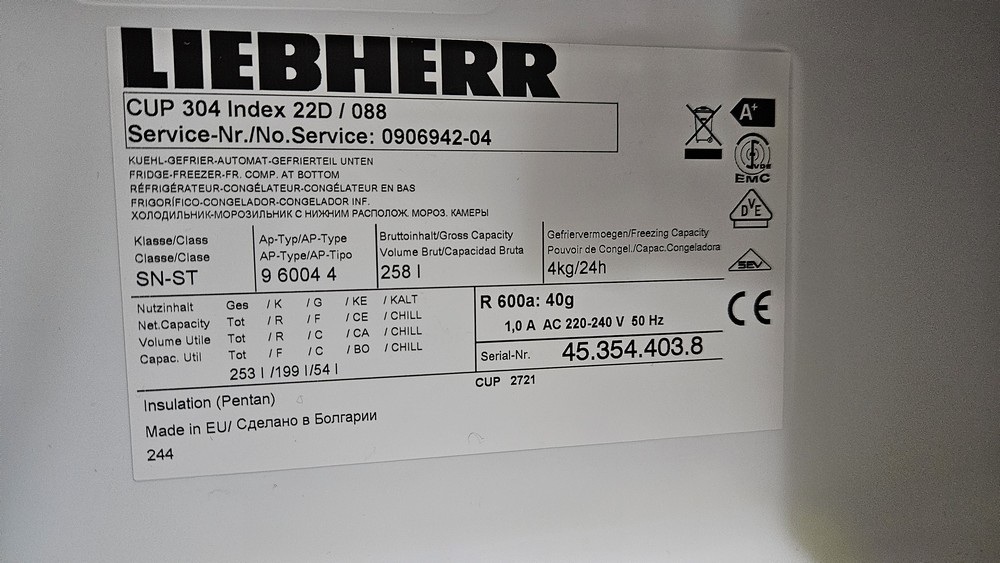 LIEBHERR
CUP 304 Index 22D / 088
Service-Nr./No.Service: 0906942-04
KUEHL-GEFRIER-AUTOMAT-GEFRIERTEIL UNTEN
FRIDGE-FREEZER-FR. COMP. AT BOTTOM
RÉFRIGÉRATEUR-CONGÉLATEUR-CONGÉLATEUR EN BAS
FRIGORÍFICO-CONGELADOR-CONGELADOR INF.
ХОЛОДИЛЬНИК-МОРОЗИЛЬНИК С НИЖНИМ РАСПОЛОЖ. МОРОЗ. КАМЕРЫ
A+
VDE
EMC
DVE
SEV
CE
Klasse/Class
Classe/Clase
SN-ST
Ap-Typ/AP-Type
AP-Type/AP-Tipo
9 6004 4
Bruttoinhalt/Gross Capacity
Volume Brut/Capacidad Bruta
258 l
Gefriervermoegen/Freezing Capacity
Pouvoir de Congel./Capac.Congeladora
4kg/24h
Nutzinhalt Ges / K / G / KE / KALT
Net.Capacity Tot / R / F / CE / CHILL
Volume Utile Tot / R / C / CA / CHILL
Capac. Util Tot / F / C / BO / CHILL
253 l /199 l/54 l
R 600a: 40g
1,0 A AC 220-240 V 50 Hz
Serial-Nr. 45.354.403.8
CUP 2721
Insulation (Pentan)
Made in EU/ Сделано в Болгарии
244